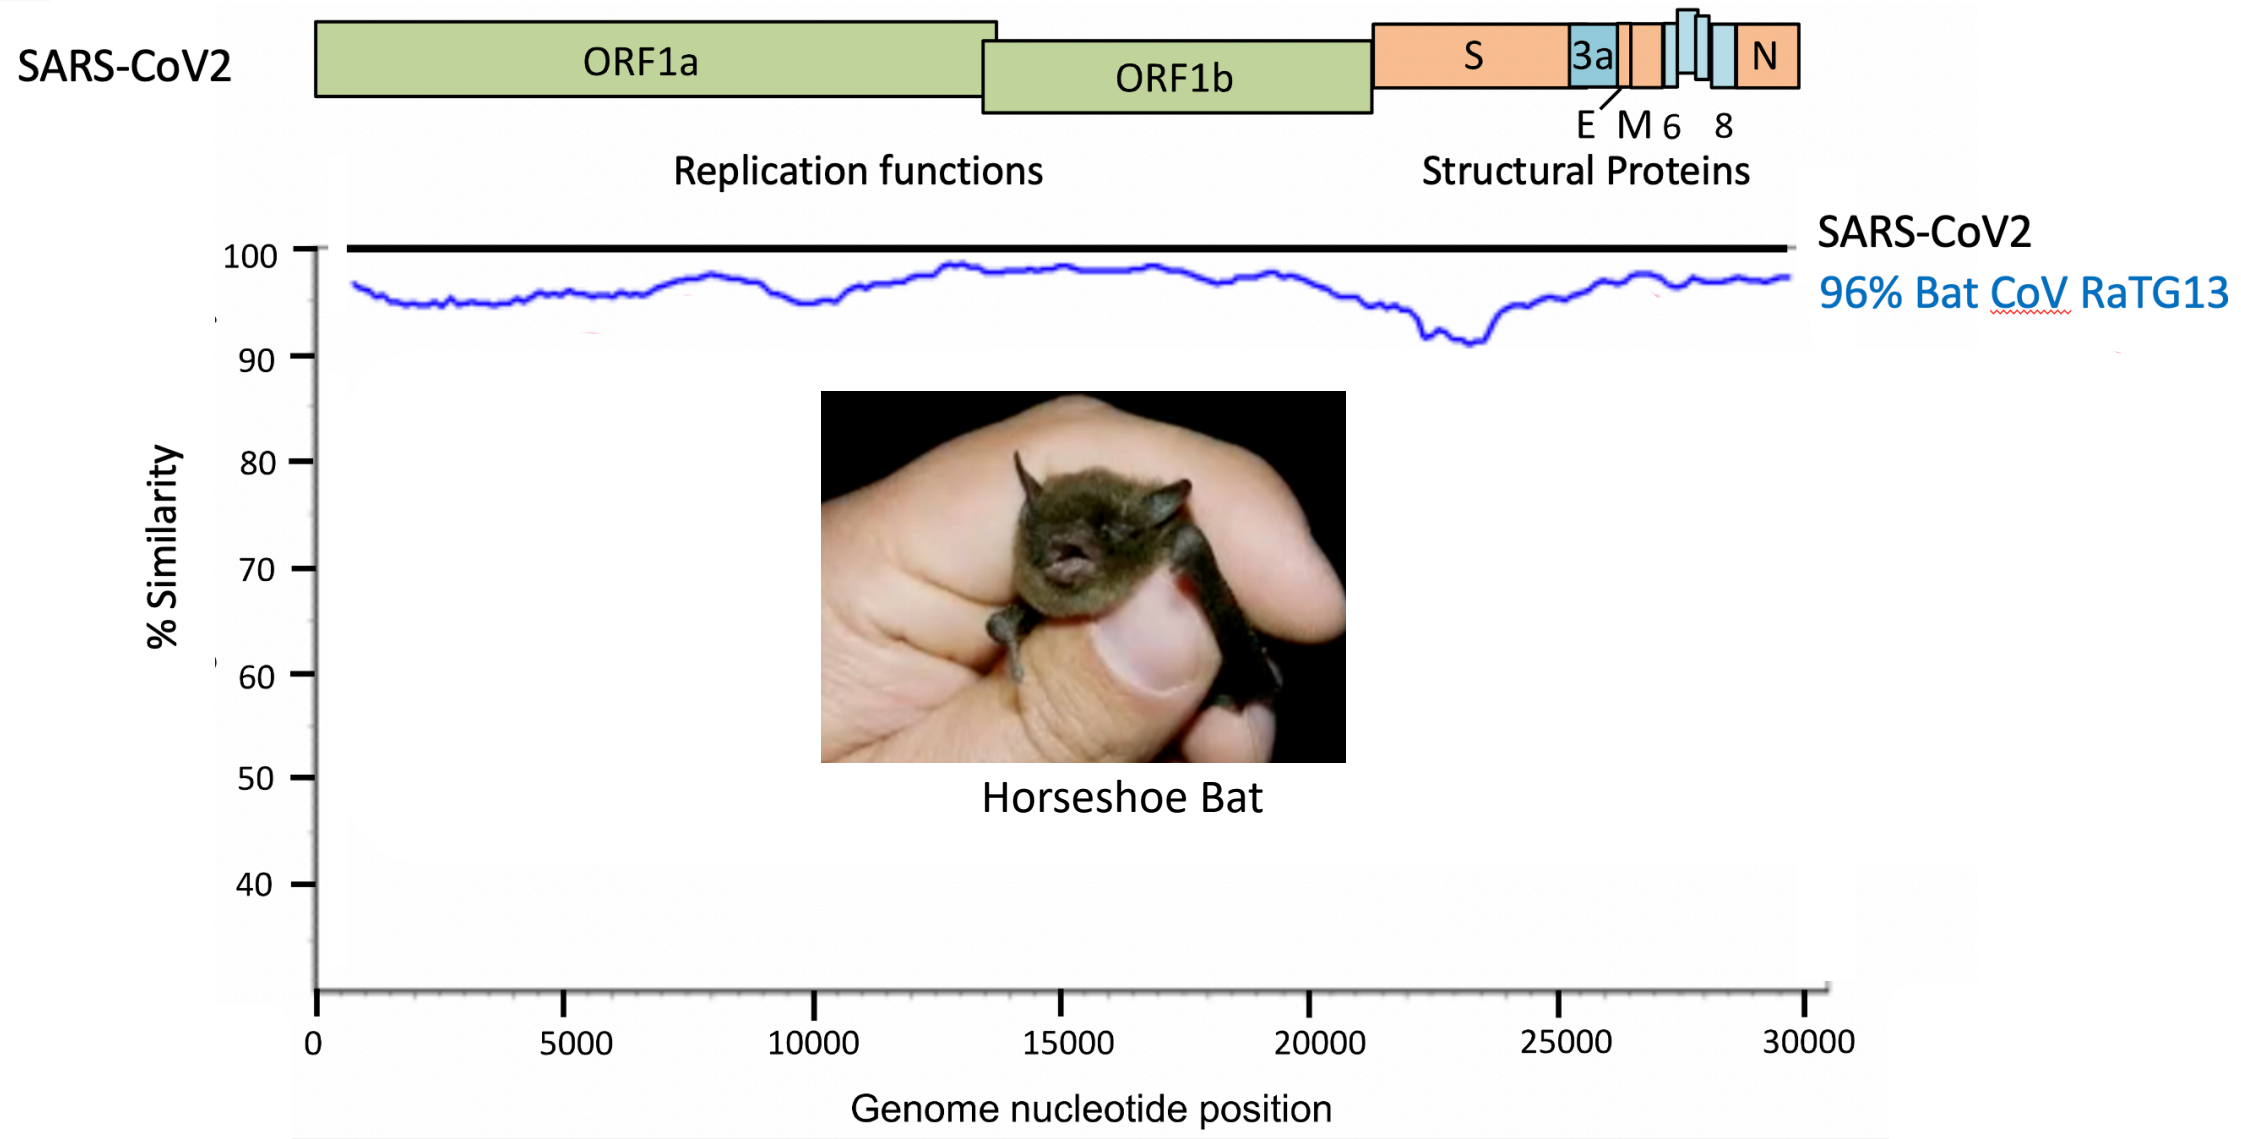 SARS-CoV2
ORF1a
ORF1b
S
3a
N
E
M
6
8
Replication functions
Structural Proteins
SARS-CoV2
96% Bat CoV RaTG13
100
90
80
70
60
50
40
% Similarity
Horseshoe Bat
0
5000
10000
15000
20000
25000
30000
Genome nucleotide position